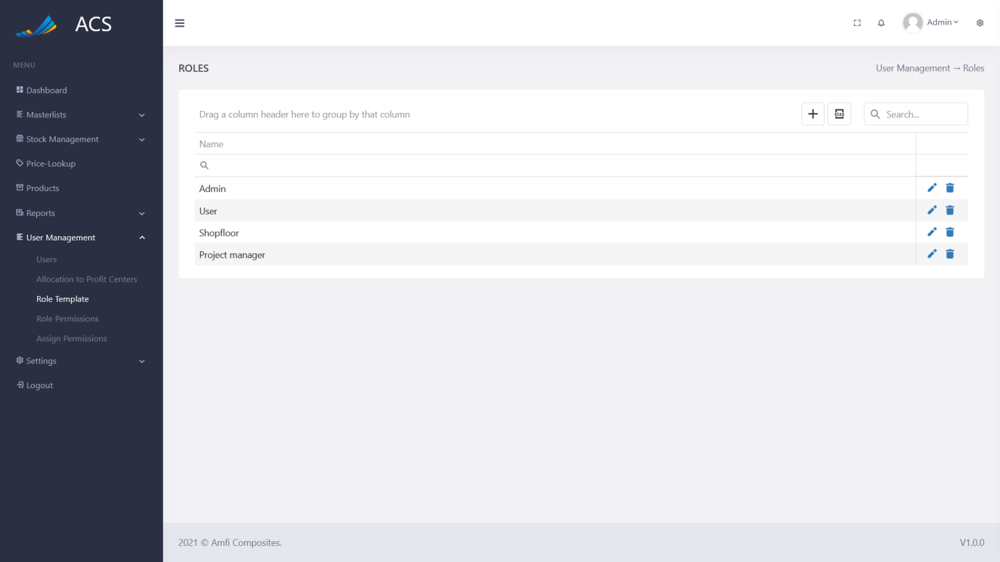 ACS
Admin
MENU
Dashboard
Masterlists
Stock Management
Price-Lookup
Products
Reports
User Management
Users
Allocation to Profit Centers
Role Template
Role Permissions
Assign Permissions
Settings
Logout
ROLES
User Management → Roles
Drag a column header here to group by that column
xlsx
Search...
Name
Admin
User
Shopfloor
Project manager
2021 © Amfi Composites.
V1.0.0